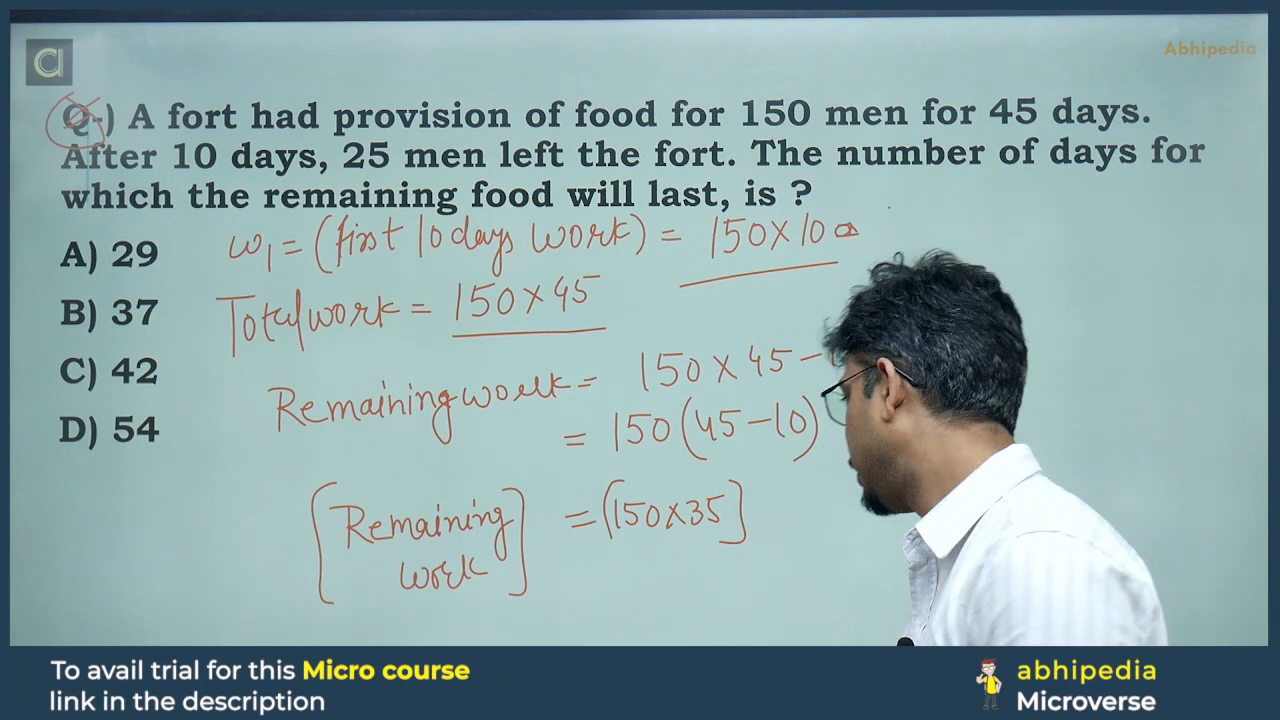 Abhipedia
Q-) A fort had provision of food for 150 men for 45 days.
After 10 days, 25 men left the fort. The number of days for
which the remaining food will last, is ?
A) 29
B) 37
C) 42
D) 54
W₁ = (first 10 days work) = 150×10
Total work = 150×45
Remaining work = 150 × 45 -
= 150 (45-10)
[Remaining
work] = (150×35]
To avail trial for this Micro course
link in the description
abhipedia
Microverse